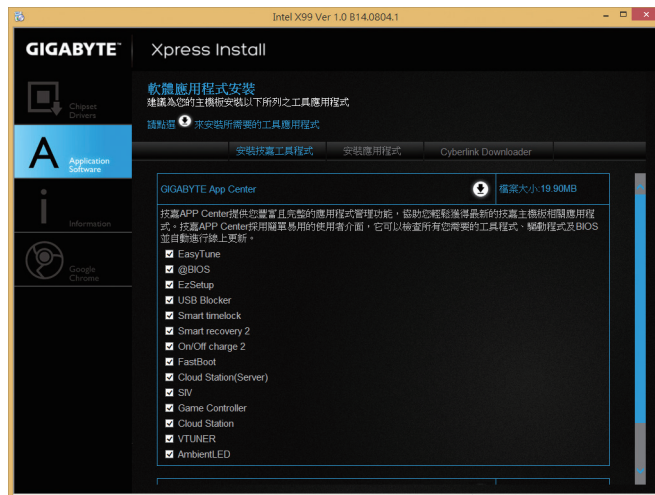 Intel X99 Ver 1.0 B14.0804.1
GIGABYTE™
Xpress Install
Chipset
Drivers
Application
Software
Information
Google
Chrome
軟體應用程式安裝
建議為您的主機板安裝以下所列之工具應用程式
請點選 來安裝所需要的工具應用程式
安裝技嘉工具程式 安裝應用程式 Cyberlink Downloader
GIGABYTE App Center 檔案大小:19.90MB
技嘉APP Center提供您豐富且完整的應用程式管理功能，協助您輕鬆獲得最新的技嘉主機板相關應用程
式。技嘉APP Center採用簡單易用的使用者介面，它可以檢查所有您需要的工具程式、驅動程式及BIOS
並自動進行線上更新。
EasyTune
@BIOS
EzSetup
USB Blocker
Smart timelock
Smart recovery 2
On/Off charge 2
FastBoot
Cloud Station(Server)
SIV
Game Controller
Cloud Station
VTUNER
AmbientLED